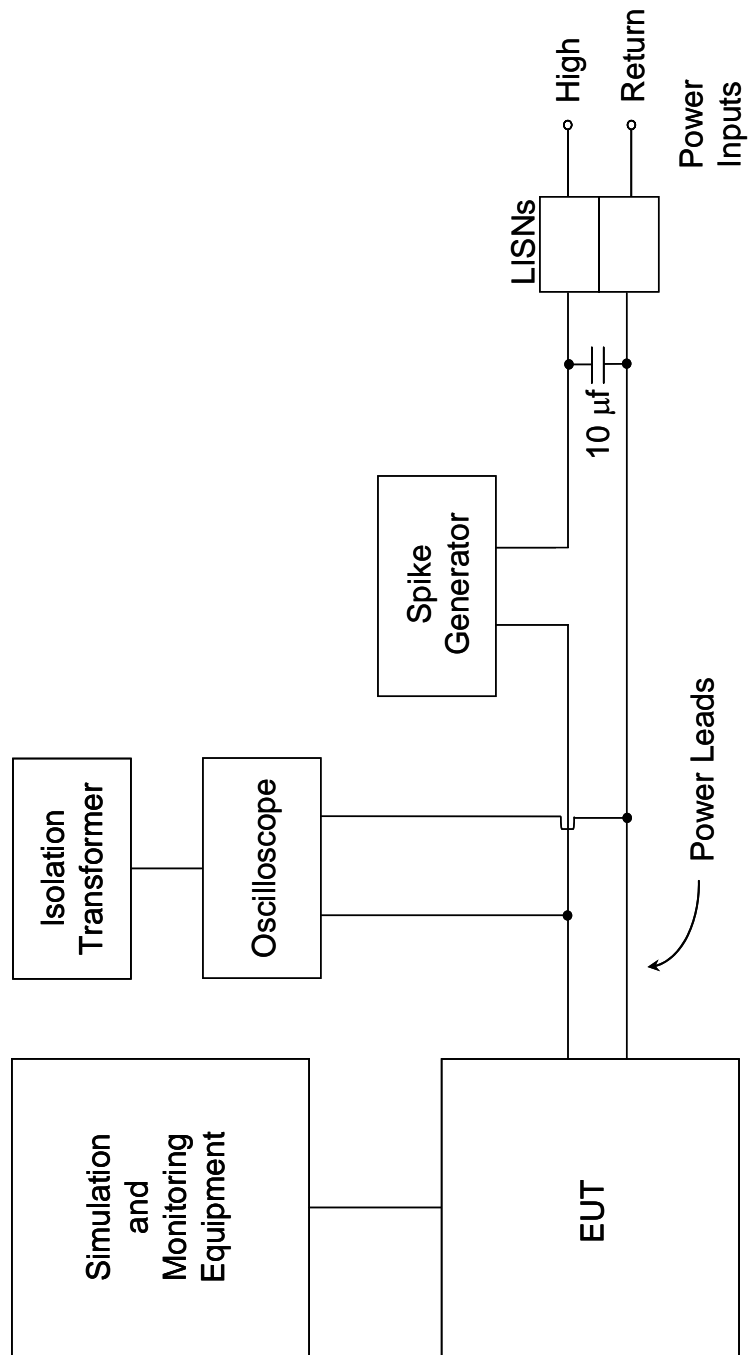 Simulation
and
Monitoring
Equipment
EUT
Isolation
Transformer
Oscilloscope
Power Leads
Spike
Generator
10 μf
LISNs
High
Return
Power
Inputs